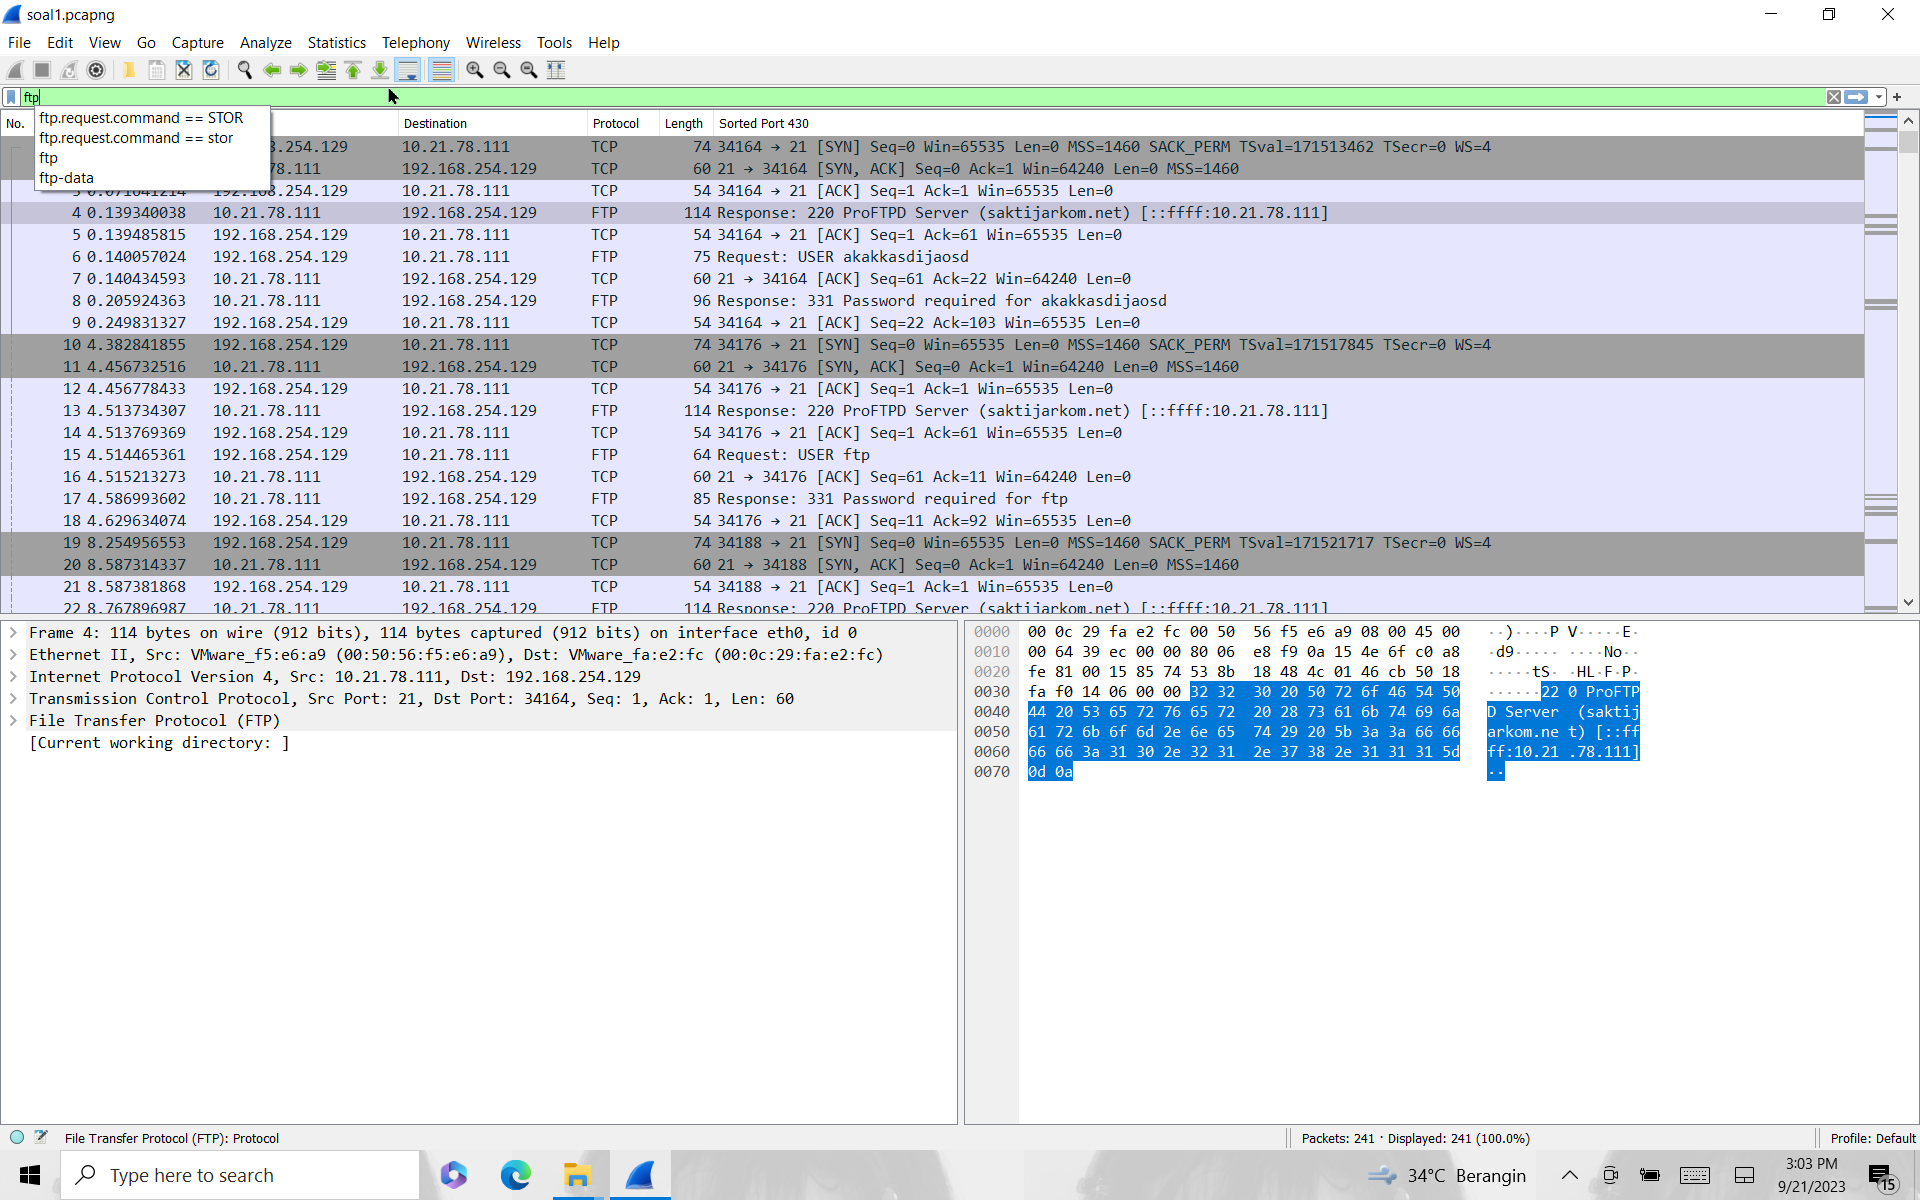 soal1.pcapng
File Edit View Go Capture Analyze Statistics Telephony Wireless Tools Help
ftp
ftp.request.command == STOR
ftp.request.command == stor
ftp
ftp-data
No. Destination Protocol Length Sorted Port 430
.254.129 10.21.78.111 TCP 74 34164 → 21 [SYN] Seq=0 Win=65535 Len=0 MSS=1460 SACK_PERM TSval=171513462 TSecr=0 WS=4
78.111 192.168.254.129 TCP 60 21 → 34164 [SYN, ACK] Seq=0 Ack=1 Win=64240 Len=0 MSS=1460
3 0.071641214 192.168.254.129 10.21.78.111 TCP 54 34164 → 21 [ACK] Seq=1 Ack=1 Win=65535 Len=0
4 0.139340038 10.21.78.111 192.168.254.129 FTP 114 Response: 220 ProFTPD Server (saktijarkom.net) [::ffff:10.21.78.111]
5 0.139485815 192.168.254.129 10.21.78.111 TCP 54 34164 → 21 [ACK] Seq=1 Ack=61 Win=65535 Len=0
6 0.140057024 192.168.254.129 10.21.78.111 FTP 75 Request: USER akakkasdijaosd
7 0.140434593 10.21.78.111 192.168.254.129 TCP 60 21 → 34164 [ACK] Seq=61 Ack=22 Win=64240 Len=0
8 0.205924363 10.21.78.111 192.168.254.129 FTP 96 Response: 331 Password required for akakkasdijaosd
9 0.249831327 192.168.254.129 10.21.78.111 TCP 54 34164 → 21 [ACK] Seq=22 Ack=103 Win=65535 Len=0
10 4.382841855 192.168.254.129 10.21.78.111 TCP 74 34176 → 21 [SYN] Seq=0 Win=65535 Len=0 MSS=1460 SACK_PERM TSval=171517845 TSecr=0 WS=4
11 4.456732516 10.21.78.111 192.168.254.129 TCP 60 21 → 34176 [SYN, ACK] Seq=0 Ack=1 Win=64240 Len=0 MSS=1460
12 4.456778433 192.168.254.129 10.21.78.111 TCP 54 34176 → 21 [ACK] Seq=1 Ack=1 Win=65535 Len=0
13 4.513734307 10.21.78.111 192.168.254.129 FTP 114 Response: 220 ProFTPD Server (saktijarkom.net) [::ffff:10.21.78.111]
14 4.513769369 192.168.254.129 10.21.78.111 TCP 54 34176 → 21 [ACK] Seq=1 Ack=61 Win=65535 Len=0
15 4.514465361 192.168.254.129 10.21.78.111 FTP 64 Request: USER ftp
16 4.515213273 10.21.78.111 192.168.254.129 TCP 60 21 → 34176 [ACK] Seq=61 Ack=11 Win=64240 Len=0
17 4.586993602 10.21.78.111 192.168.254.129 FTP 85 Response: 331 Password required for ftp
18 4.629634074 192.168.254.129 10.21.78.111 TCP 54 34176 → 21 [ACK] Seq=11 Ack=92 Win=65535 Len=0
19 8.254956553 192.168.254.129 10.21.78.111 TCP 74 34188 → 21 [SYN] Seq=0 Win=65535 Len=0 MSS=1460 SACK_PERM TSval=171521717 TSecr=0 WS=4
20 8.587314337 10.21.78.111 192.168.254.129 TCP 60 21 → 34188 [SYN, ACK] Seq=0 Ack=1 Win=64240 Len=0 MSS=1460
21 8.587381868 192.168.254.129 10.21.78.111 TCP 54 34188 → 21 [ACK] Seq=1 Ack=1 Win=65535 Len=0
22 8.767896987 10.21.78.111 192.168.254.129 FTP 114 Response: 220 ProFTPD Server (saktijarkom.net) [::ffff:10.21.78.111]
Frame 4: 114 bytes on wire (912 bits), 114 bytes captured (912 bits) on interface eth0, id 0
Ethernet II, Src: VMware_f5:e6:a9 (00:50:56:f5:e6:a9), Dst: VMware_fa:e2:fc (00:0c:29:fa:e2:fc)
Internet Protocol Version 4, Src: 10.21.78.111, Dst: 192.168.254.129
Transmission Control Protocol, Src Port: 21, Dst Port: 34164, Seq: 1, Ack: 1, Len: 60
File Transfer Protocol (FTP)
[Current working directory: ]
0000 00 0c 29 fa e2 fc 00 50 56 f5 e6 a9 08 00 45 00 ··)····P V·····E·
0010 00 64 39 ec 00 00 80 06 e8 f9 0a 15 4e 6f c0 a8 ·d9····· ····No··
0020 fe 81 00 15 85 74 53 8b 18 48 4c 01 46 cb 50 18 ·····tS· ·HL·F·P·
0030 fa f0 14 06 00 00 32 32 30 20 50 72 6f 46 54 50 ······22 0 ProFTP
0040 44 20 53 65 72 76 65 72 20 28 73 61 6b 74 69 6a D Server (saktij
0050 61 72 6b 6f 6d 2e 6e 65 74 29 20 5b 3a 3a 66 66 arkom.ne t) [::ff
0060 66 66 3a 31 30 2e 32 31 2e 37 38 2e 31 31 31 5d ff:10.21 .78.111]
0070 0d 0a ··
File Transfer Protocol (FTP): Protocol
Packets: 241 · Displayed: 241 (100.0%)
Profile: Default
Type here to search
34°C Berangin
3:03 PM
9/21/2023
15